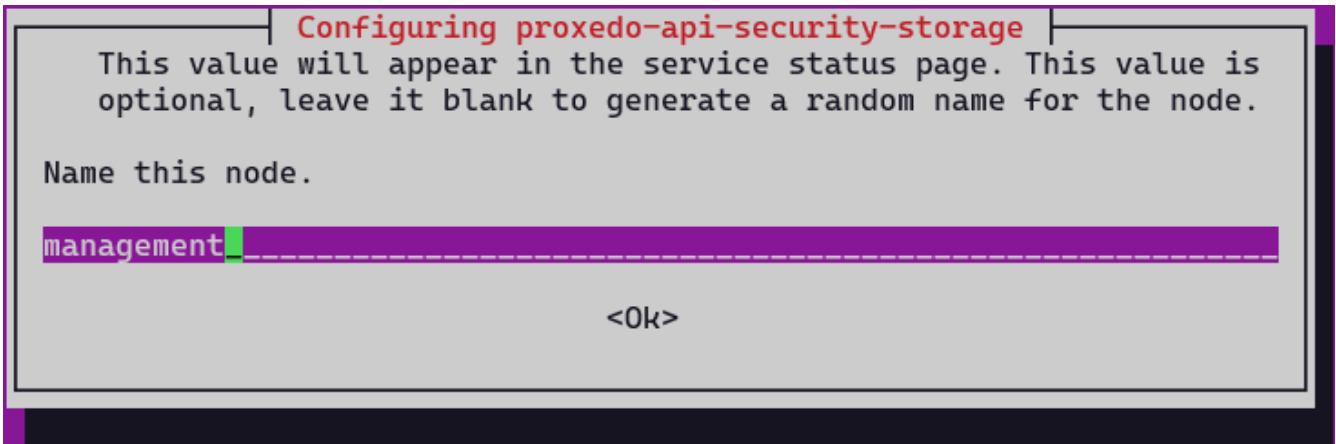 Configuring proxedo-api-security-storage
This value will appear in the service status page. This value is
optional, leave it blank to generate a random name for the node.
Name this node.
management_________________________________________________________
<Ok>